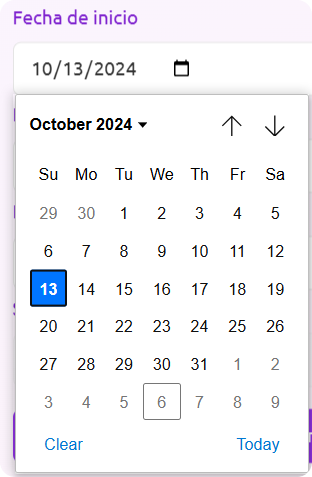 Fecha de inicio
10/13/2024
October 2024
Su Mo Tu We Th Fr Sa
29 30 1 2 3 4 5
6 7 8 9 10 11 12
13 14 15 16 17 18 19
20 21 22 23 24 25 26
27 28 29 30 31 1 2
3 4 5 6 7 8 9
Clear Today